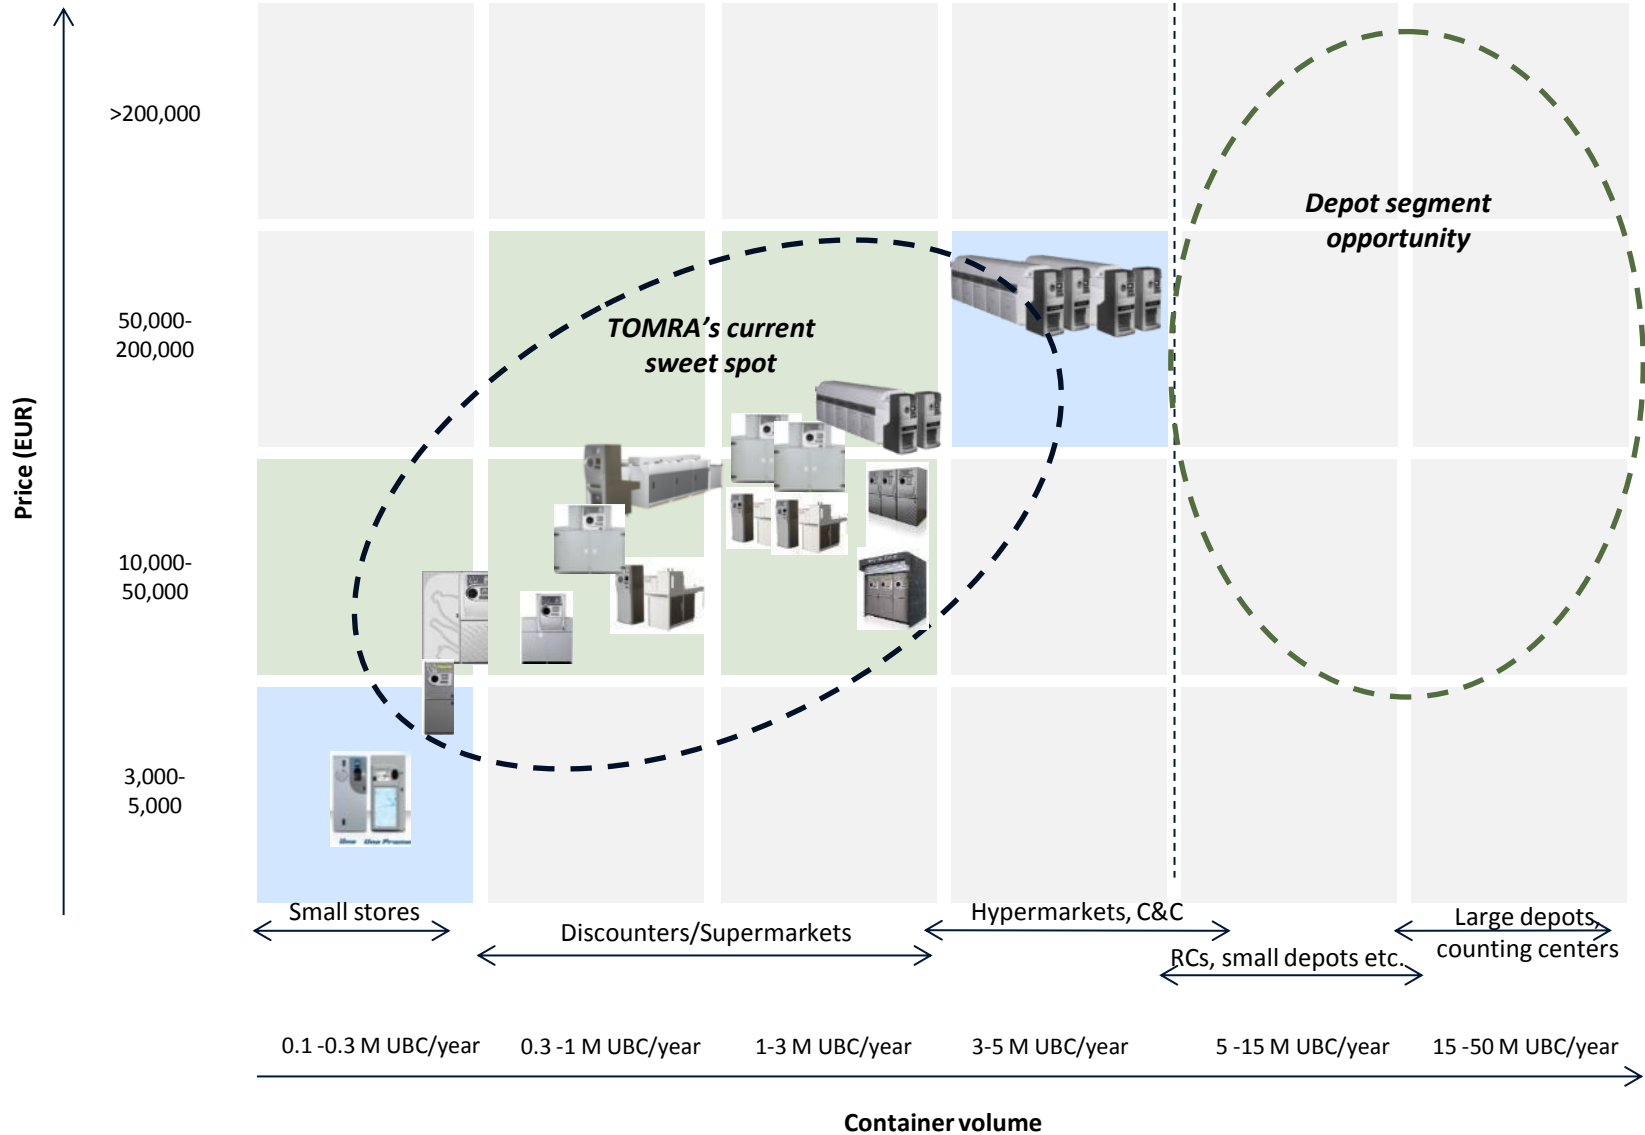 >200,000
Depot segment
opportunity
50,000-
200,000
TOMRA's current
sweet spot
Price (EUR)
10,000-
50,000
3,000-
5,000
Uno Uno Promo
Small stores
Discounters/Supermarkets
Hypermarkets, C&C
RCs, small depots etc.
Large depots,
counting centers
0.1 -0.3 M UBC/year
0.3 -1 M UBC/year
1-3 M UBC/year
3-5 M UBC/year
5 -15 M UBC/year
15 -50 M UBC/year
Container volume